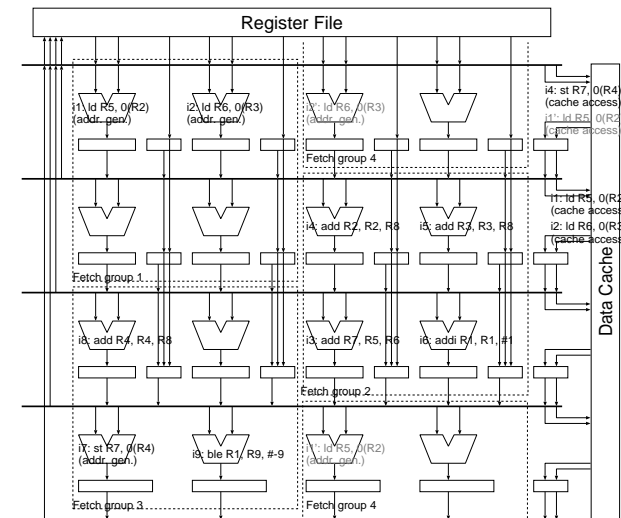 Register File
i4: st R7, 0(R4)
(cache access)
i1': ld R5, 0(R2
(cache access
i1: ld R5, 0(R2)
(addr. gen.)
i2: ld R6, 0(R3)
(addr. gen.)
i2': ld R6, 0(R3)
(addr. gen.)
Fetch group 4
i1: ld R5, 0(R2
(cache access
i2: ld R6, 0(R3
(cache access
i4: add R2, R2, R8
i5: add R3, R3, R8
Fetch group 1
Data Cache
i8: add R4, R4, R8
i3: add R7, R5, R6
i6: addi R1, R1, #1
Fetch group 2
i7: st R7, 0(R4)
(addr. gen.)
i9: ble R1, R9, #-9
i1': ld R5, 0(R2)
(addr. gen.)
Fetch group 3
Fetch group 4